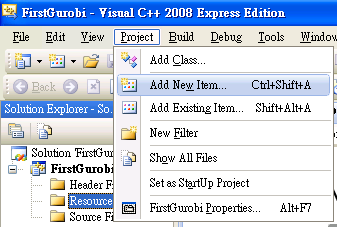 FirstGurobi - Visual C++ 2008 Express Edition
File Edit View Project Build Debug Tools Window
Add Class...
Add New Item... Ctrl+Shift+A
Add Existing Item... Shift+Alt+A
New Filter
Show All Files
Set as StartUp Project
FirstGurobi Properties... Alt+F7
Back
Solution Explorer - So...
Solution 'FirstG
FirstGurobi
Header F
Resource
Source F